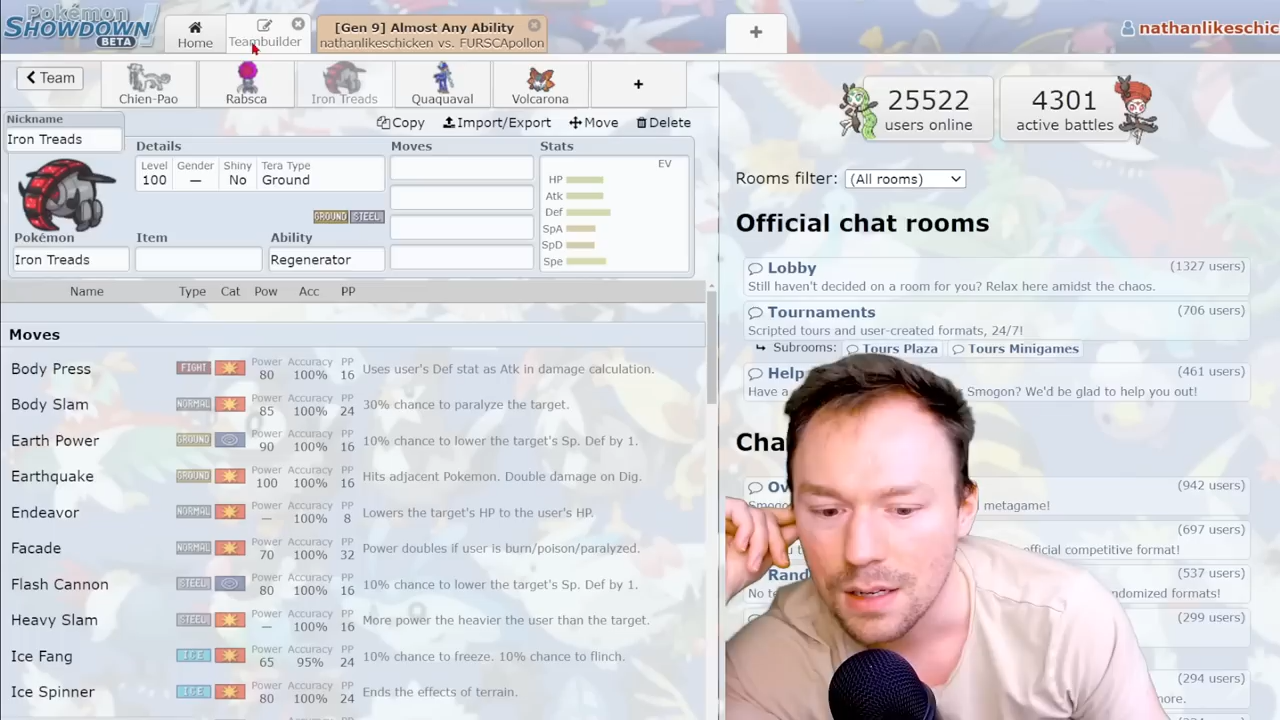 Pokémon
SHOWDOWN!
BETA
Home
Teambuilder
[Gen 9] Almost Any Ability
nathanlikeschicken vs. FURSCApollon
+
nathanlikeschic
Team
Chien-Pao
Rabsca
Iron Treads
Quaquaval
Volcarona
+
Copy
Import/Export
Move
Delete
Nickname
Iron Treads
Details
Level
Gender
Shiny
Tera Type
100
—
No
Ground
GROUND
STEEL
Pokémon
Iron Treads
Item
Ability
Regenerator
Moves
Stats
EV
HP
Atk
Def
SpA
SpD
Spe
Name Type Cat Pow Acc PP
Moves
Body Press FIGHT Power 80 Accuracy 100% PP 16 Uses user's Def stat as Atk in damage calculation.
Body Slam NORMAL Power 85 Accuracy 100% PP 24 30% chance to paralyze the target.
Earth Power GROUND Power 90 Accuracy 100% PP 16 10% chance to lower the target's Sp. Def by 1.
Earthquake GROUND Power 100 Accuracy 100% PP 16 Hits adjacent Pokemon. Double damage on Dig.
Endeavor NORMAL Power — Accuracy 100% PP 8 Lowers the target's HP to the user's HP.
Facade NORMAL Power 70 Accuracy 100% PP 32 Power doubles if user is burn/poison/paralyzed.
Flash Cannon STEEL Power 80 Accuracy 100% PP 16 10% chance to lower the target's Sp. Def by 1.
Heavy Slam STEEL Power — Accuracy 100% PP 16 More power the heavier the user than the target.
Ice Fang ICE Power 65 Accuracy 95% PP 24 10% chance to freeze. 10% chance to flinch.
Ice Spinner ICE Power 80 Accuracy 100% PP 24 Ends the effects of terrain.
25522
users online
4301
active battles
Rooms filter: (All rooms)
Official chat rooms
Lobby (1327 users)
Still haven't decided on a room for you? Relax here amidst the chaos.
Tournaments (706 users)
Scripted tours and user-created formats, 24/7!
Subrooms: Tours Plaza Tours Minigames
Help (461 users)
Have a Smogon? We'd be glad to help you out!
Cha
(942 users)
metagame!
(697 users)
official competitive format!
Rand (537 users)
No te ndomized formats!
(299 users)
(294 users)
more.